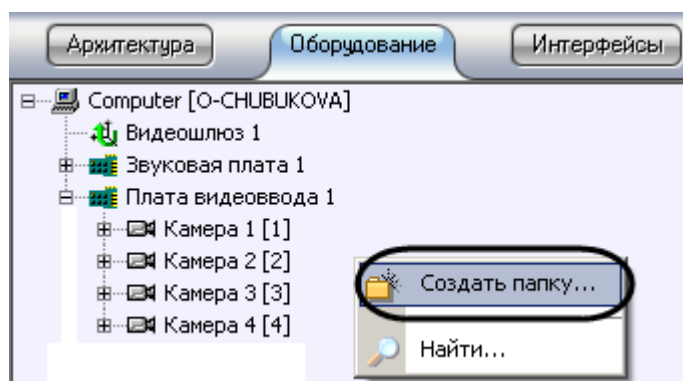 Архитектура Оборудование Интерфейсы
Computer [O-CHUBUKOVA]
Видеошлюз 1
Звуковая плата 1
Плата видеоввода 1
Камера 1 [1]
Камера 2 [2]
Камера 3 [3]
Создать папку...
Камера 4 [4]
Найти...